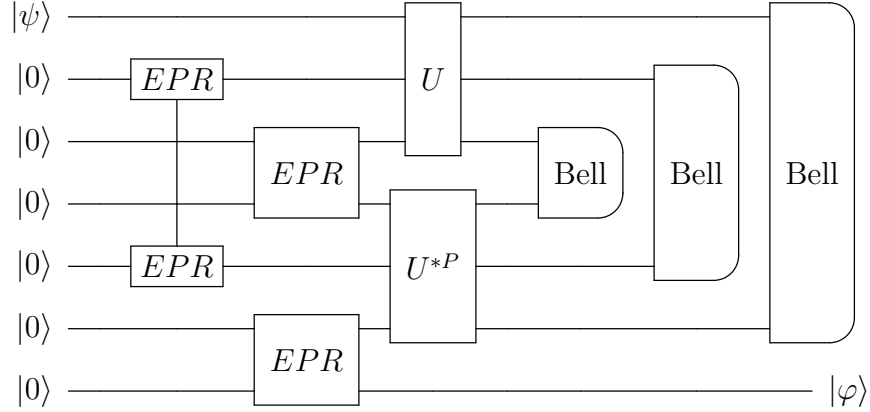 |ψ⟩
|0⟩ EPR U
|0⟩ Bell Bell Bell
|0⟩ EPR
|0⟩ EPR U*P
|0⟩
|0⟩ EPR |φ⟩